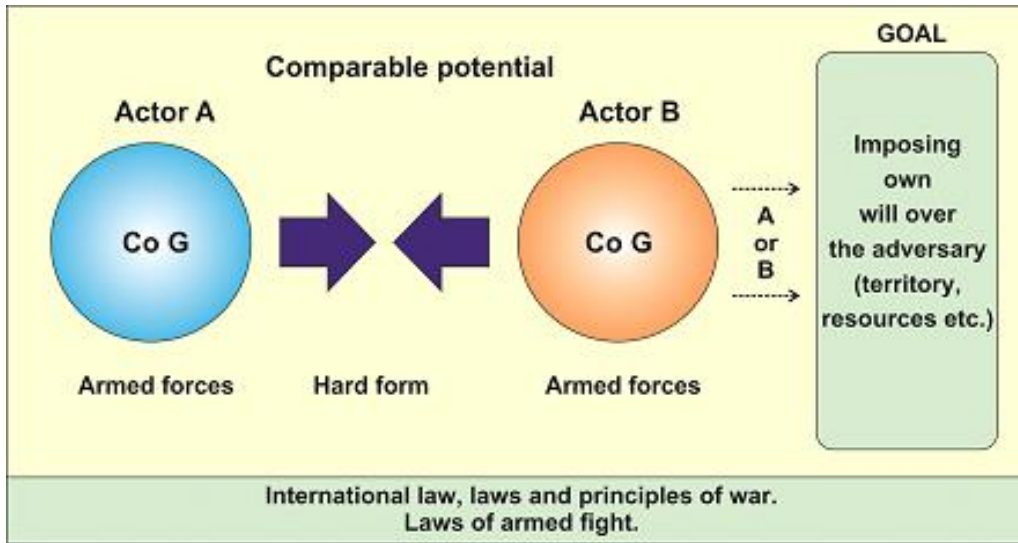 GOAL
Comparable potential
Actor A
Actor B
Co G
Co G
A
or
B
Imposing
own
will over
the adversary
(territory,
resources etc.)
Armed forces
Hard form
Armed forces
International law, laws and principles of war.
Laws of armed fight.